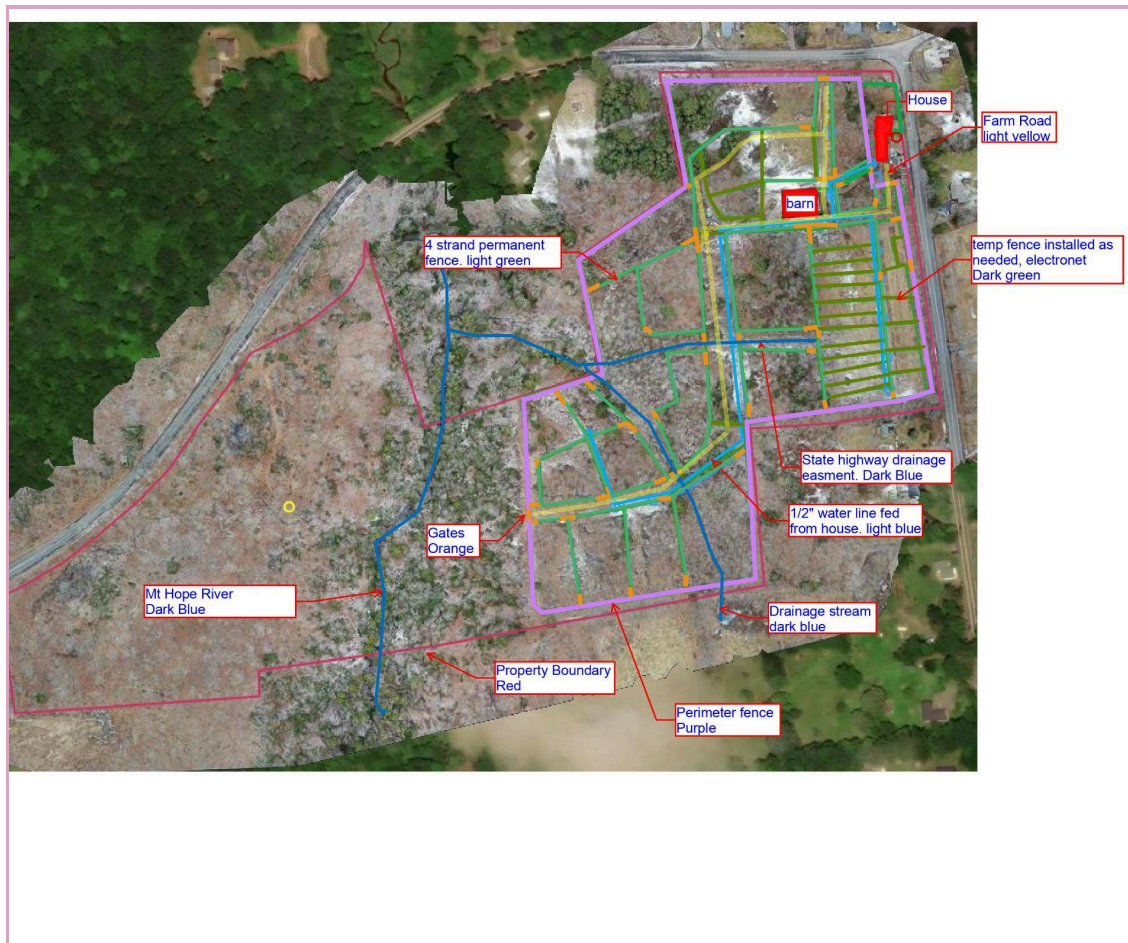 House
Farm Road
light yellow
barn
4 strand permanent
fence. light green
temp fence installed as
needed, electronet
Dark green
State highway drainage
easment. Dark Blue
1/2" water line fed
from house. light blue
Gates
Orange
Mt Hope River
Dark Blue
Drainage stream
dark blue
Property Boundary
Red
Perimeter fence
Purple